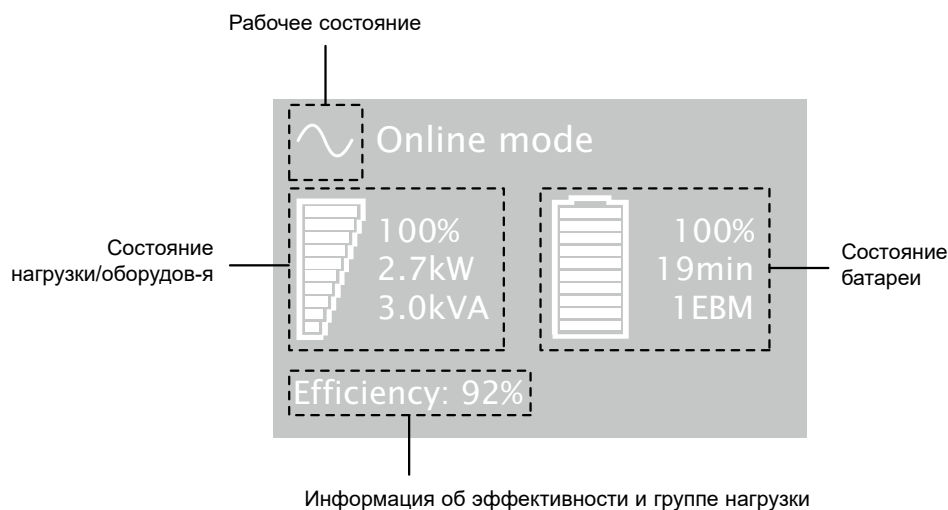 Рабочее состояние
Online mode
Состояние
нагрузки/оборудов-я
100%
2.7kW
3.0kVA
100%
19min
1EBM
Состояние
батареи
Efficiency: 92%
Информация об эффективности и группе нагрузки